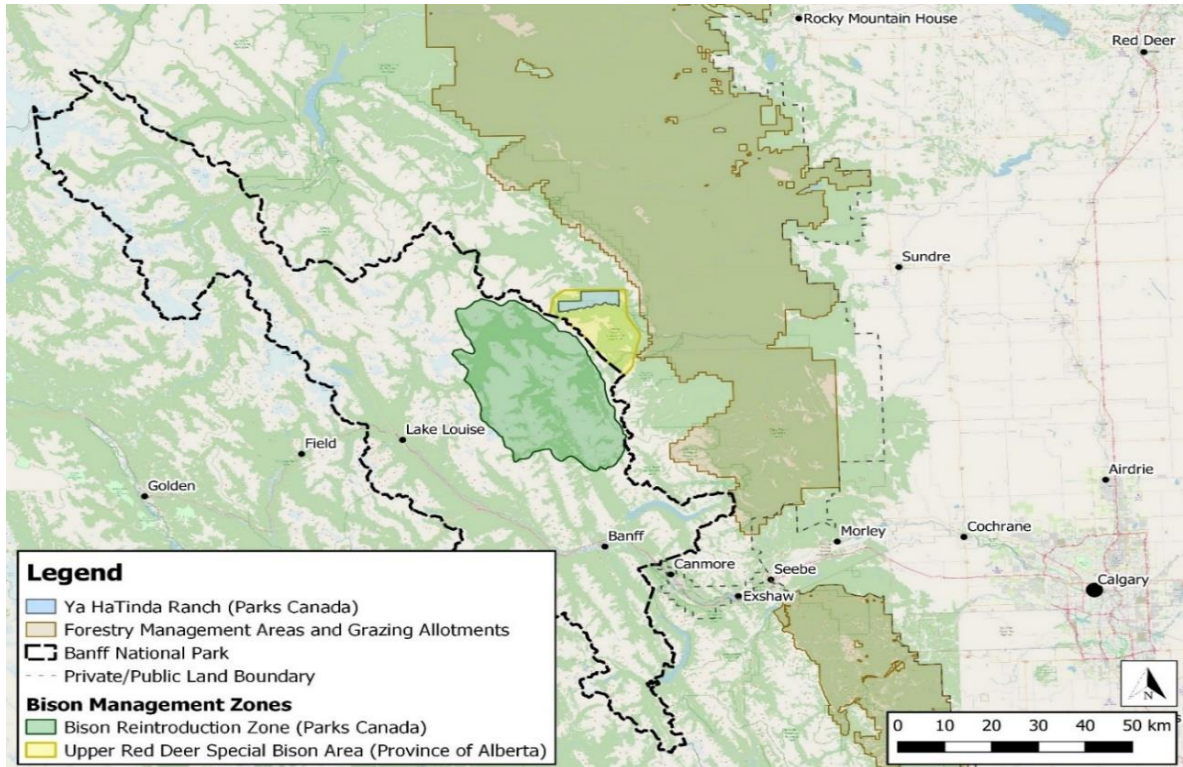 Rocky Mountain House
Red Deer
Sundre
Lake Louise
Field
Golden
Airdrie
Banff
Morley
Cochrane
Canmore
Seebe
Exshaw
Calgary
Legend
Ya HaTinda Ranch (Parks Canada)
Forestry Management Areas and Grazing Allotments
Banff National Park
Private/Public Land Boundary
Bison Management Zones
Bison Reintroduction Zone (Parks Canada)
Upper Red Deer Special Bison Area (Province of Alberta)
N
0 10 20 30 40 50 km